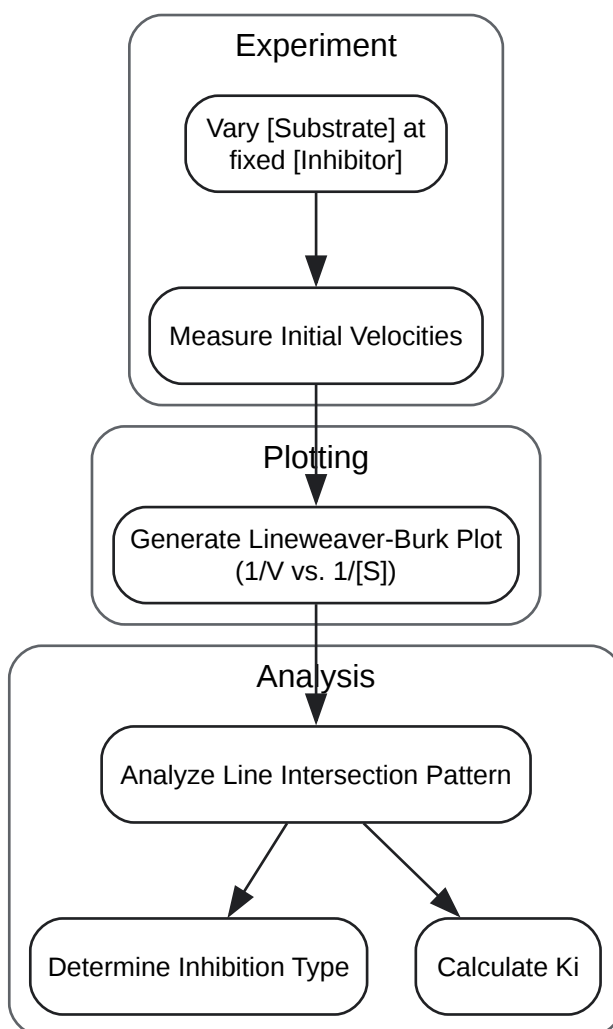 Experiment
Vary [Substrate] at
fixed [Inhibitor]
Measure Initial Velocities
Plotting
Generate Lineweaver-Burk Plot
(1/V vs. 1/[S])
Analysis
Analyze Line Intersection Pattern
Determine Inhibition Type
Calculate Ki